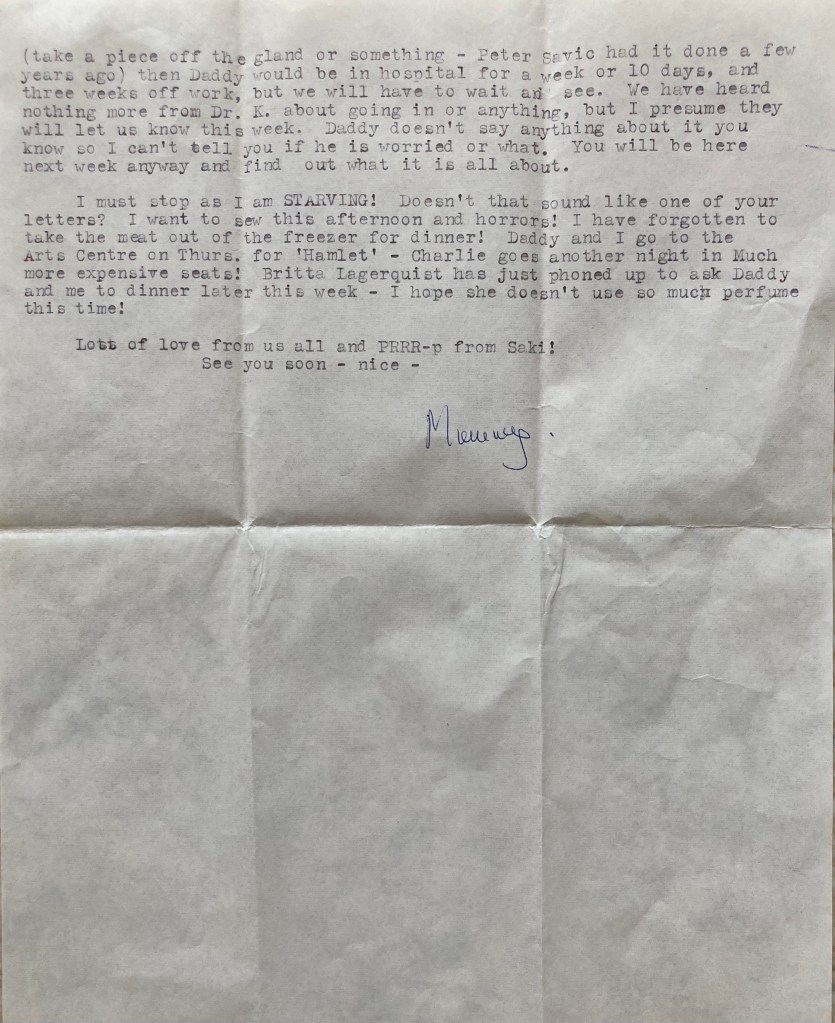 (take a piece off the gland or something - Peter Savic had it done a few
years ago) then Daddy would be in hospital for a week or 10 days, and
three weeks off work, but we will have to wait ad see.  We have heard
nothing more from Dr. K. about going in or anything, but I presume they
will let us know this week.  Daddy doesn't say anything about it you
know so I can't tell you if he is worried or what.  You will be here
next week anyway and find  out what it is all about.
I must stop as I am STARVING!  Doesn't that sound like one of your
letters?  I want to sew this afternoon and horrors! I have forgotten to
take the meat out of the freezer for dinner!  Daddy and I go to the
Arts Centre on Thurs. for 'Hamlet' - Charlie goes another night in Much
more expensive seats!  Britta Lagerquist has just phoned up to ask Daddy
and me to dinner later this week - I hope she doesn't use so much perfume
this time!
Lots of love from us all and PRRR-p from Saki!
See you soon - nice -
Mummy.